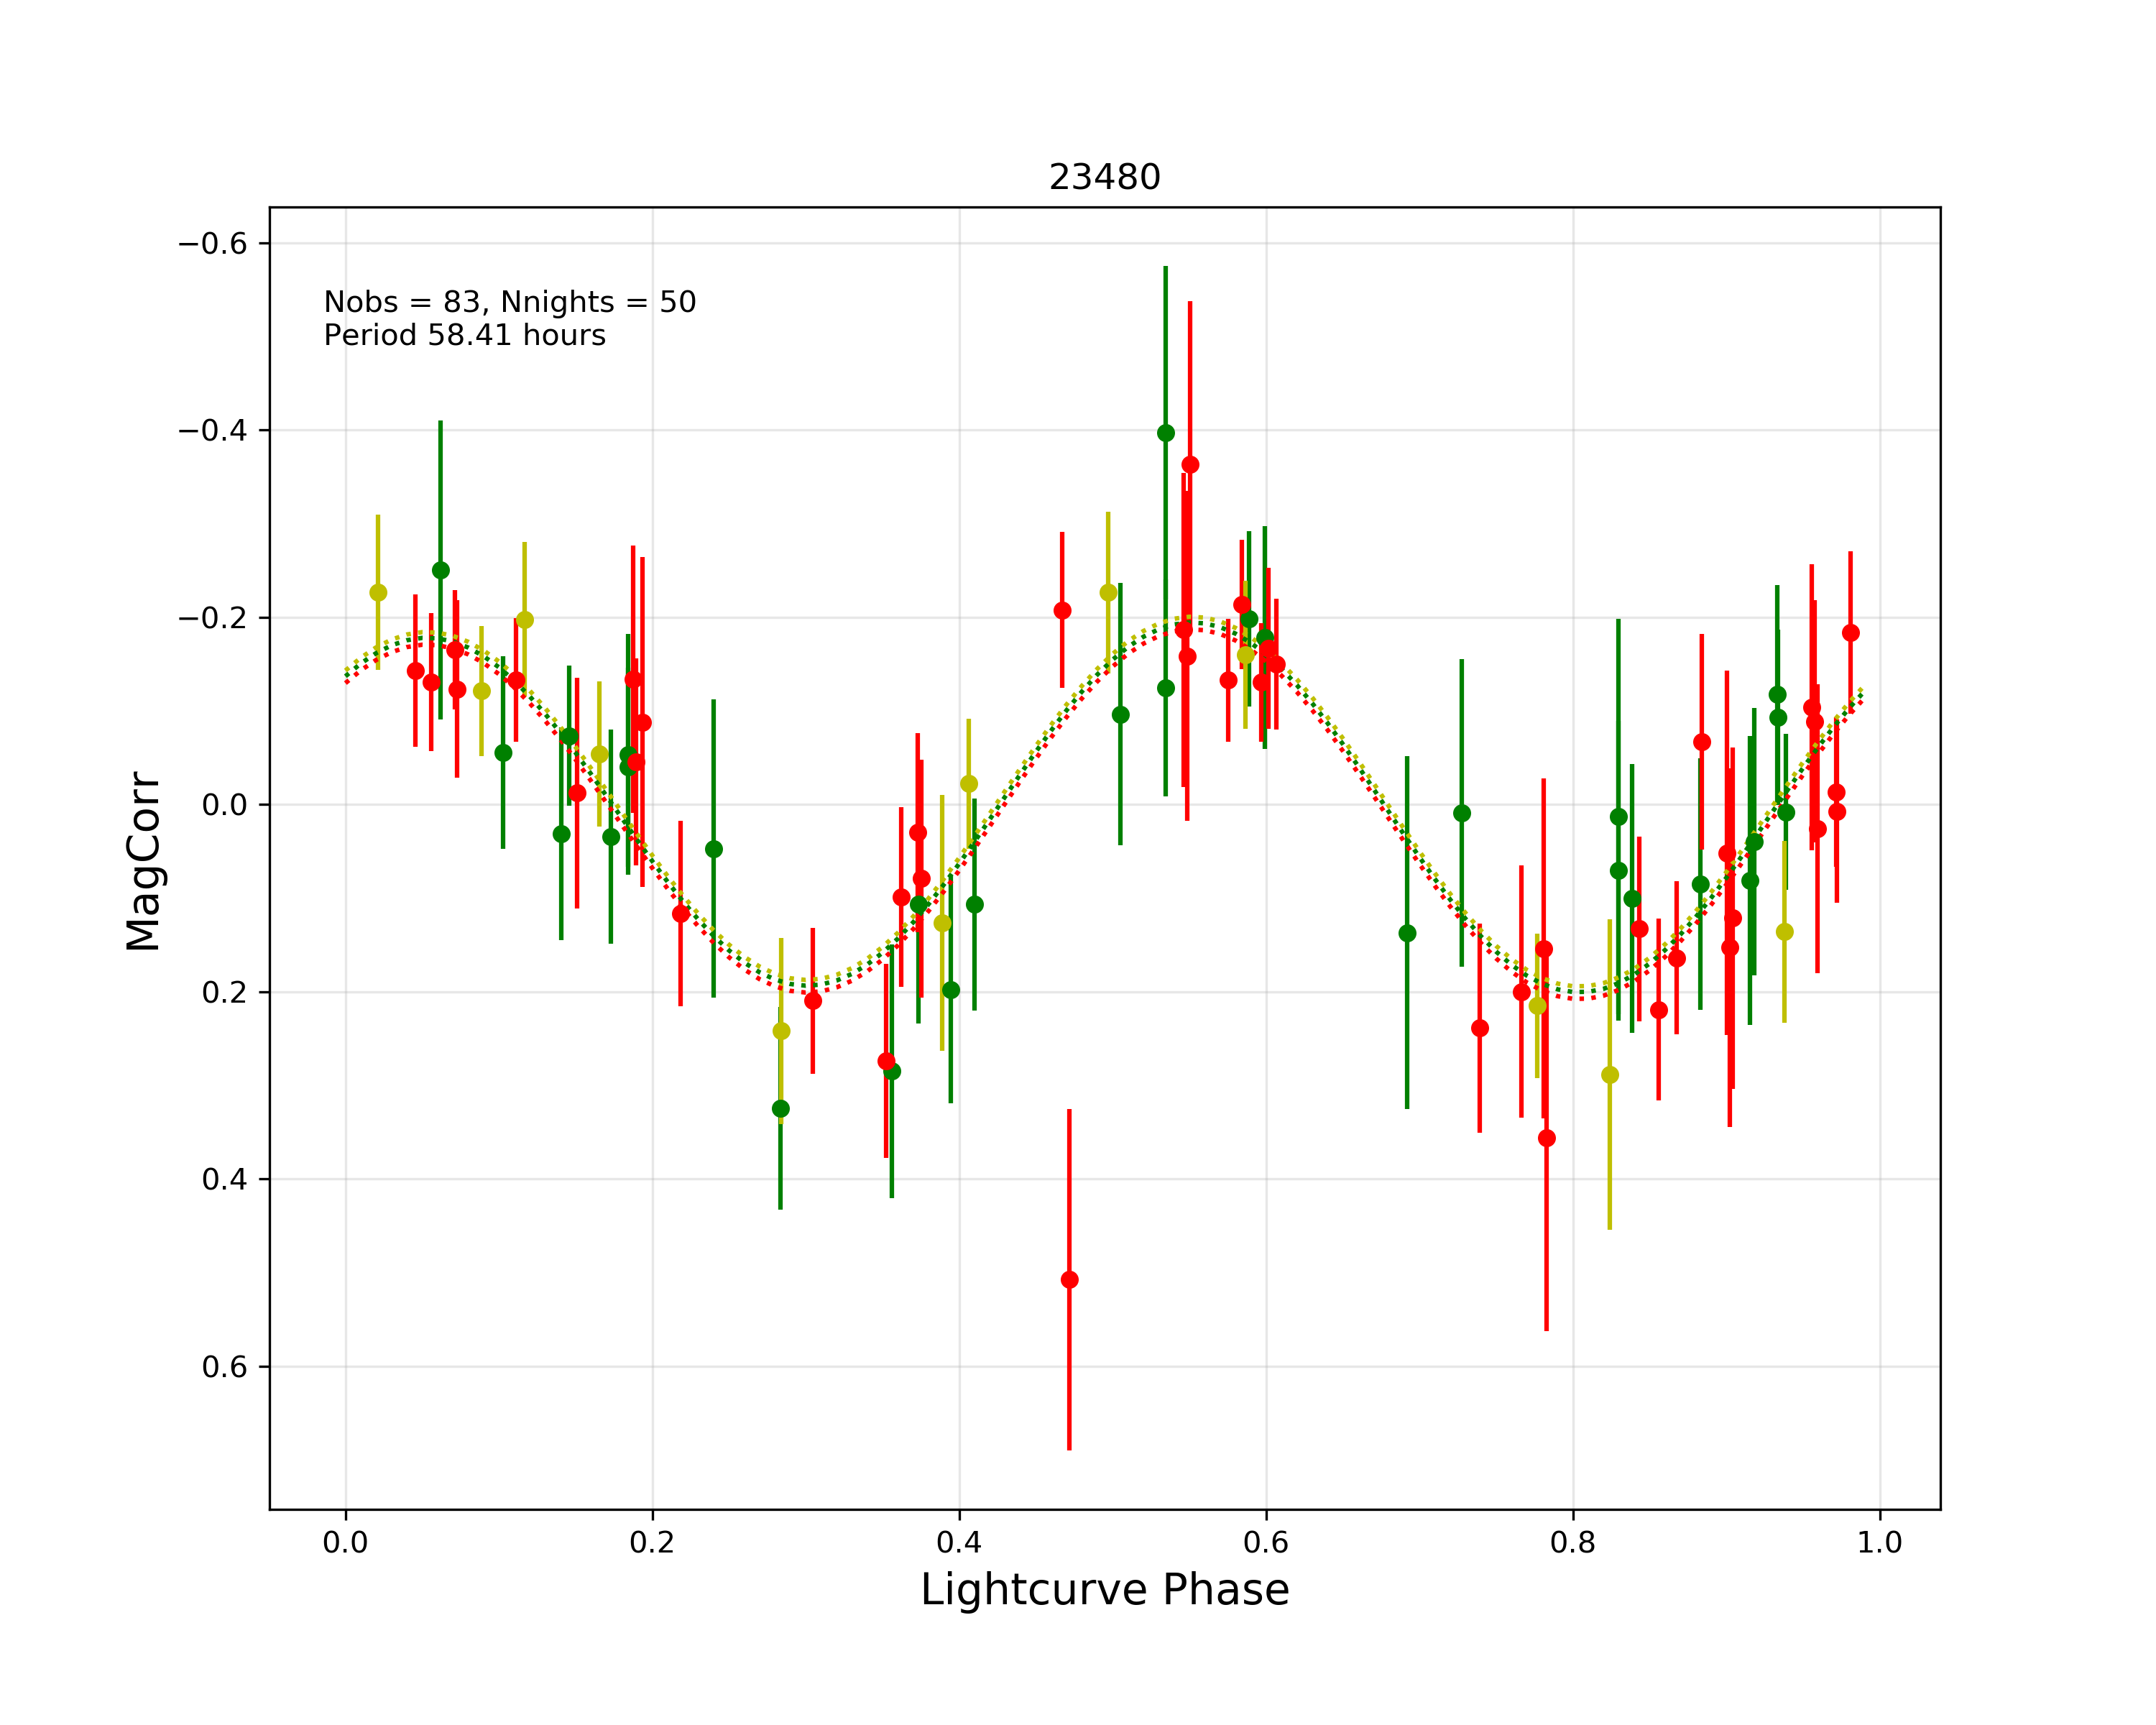 23480
Nobs = 83, Nnights = 50
Period 58.41 hours
−0.6
−0.4
−0.2
0.0
0.2
0.4
0.6
MagCorr
0.0 0.2 0.4 0.6 0.8 1.0
Lightcurve Phase